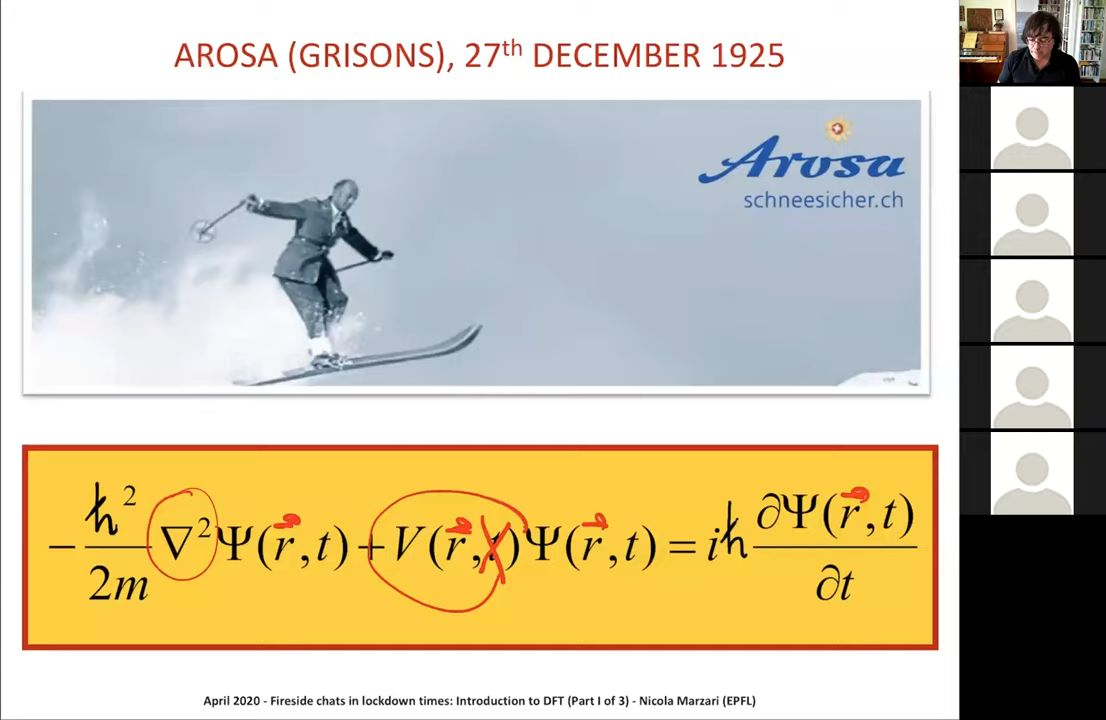 AROSA (GRISONS), 27th DECEMBER 1925
Arosa
schneesicher.ch
−ℏ²/2m ∇²Ψ(r⃗,t)+V(r⃗,t)Ψ(r⃗,t)=iℏ ∂Ψ(r⃗,t)/∂t
April 2020 - Fireside chats in lockdown times: Introduction to DFT (Part I of 3) - Nicola Marzari (EPFL)